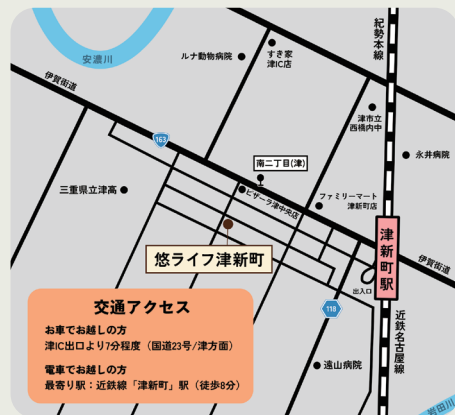 安濃川
ルナ動物病院
すき家
津IC店
紀勢本線
伊賀街道
163
津市立
西橋内中
永井病院
南二丁目(津)
三重県立津高
ピザーラ津中央店
ファミリーマート
津新町店
津新町駅
悠ライフ津新町
伊賀街道
出入口
118
近鉄名古屋線
遠山病院
岩田川
交通アクセス
お車でお越しの方
津IC出口より7分程度（国道23号/津方面）
電車でお越しの方
最寄り駅：近鉄線「津新町」駅（徒歩8分）